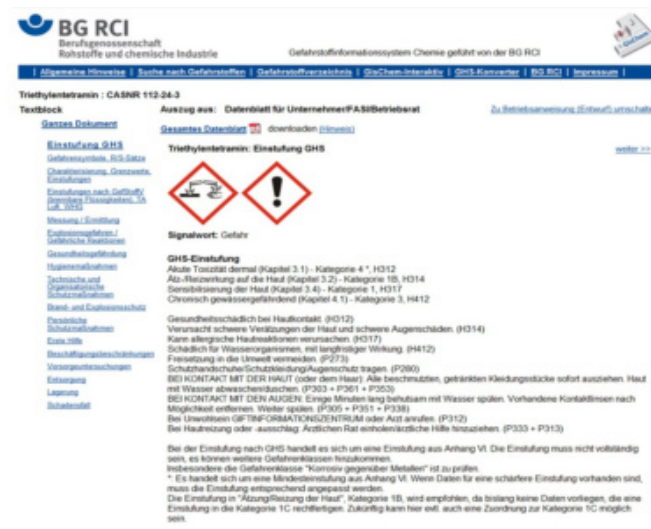 BG RCI
Berufsgenossenschaft
Rohstoffe und chemische Industrie
Gefahrstoffinformationssystem Chemie geführt von der BG RCI
| Allgemeine Hinweise | Suche nach Gefahrstoffen | Gefahrstoffverzeichnis | GisChem-Interaktiv | GHS-Konverter | BG RCI | Impressum |
Triethylentetramin : CASNR 112-24-3
Textblock
Auszug aus: Datenblatt für Unternehmer/FASI/Betriebsrat
Zu Betriebsanweisung (Entwurf) umschalte
Ganzes Dokument
Gesamtes Datenblatt downloaden (Hinweis)
Einstufung GHS
Triethylentetramin: Einstufung GHS
weiter >>
Gefahrensymbole, R/S-Sätze
Charakterisierung, Grenzwerte,
Einstufungen
Einstufungen nach GefStoffV
(brennbare Flüssigkeiten), TA
Luft, WHG
Messung / Ermittlung
Explosionsgefahren /
Gefährliche Reaktionen
Gesundheitsgefährdung
Hygienemaßnahmen
Technische und
Organisatorische
Schutzmaßnahmen
Brand- und Explosionsschutz
Persönliche
Schutzmaßnahmen
Erste Hilfe
Beschäftigungsbeschränkungen
Vorsorgeuntersuchungen
Entsorgung
Lagerung
Schadensfall
Signalwort: Gefahr
GHS-Einstufung
Akute Toxizität dermal (Kapitel 3.1) - Kategorie 4 *, H312
Ätz-/Reizwirkung auf die Haut (Kapitel 3.2) - Kategorie 1B, H314
Sensibilisierung der Haut (Kapitel 3.4) - Kategorie 1, H317
Chronisch gewässergefährdend (Kapitel 4.1) - Kategorie 3, H412
Gesundheitsschädlich bei Hautkontakt. (H312)
Verursacht schwere Verätzungen der Haut und schwere Augenschäden. (H314)
Kann allergische Hautreaktionen verursachen. (H317)
Schädlich für Wasserorganismen, mit langfristiger Wirkung. (H412)
Freisetzung in die Umwelt vermeiden. (P273)
Schutzhandschuhe/Schutzkleidung/Augenschutz tragen. (P280)
BEI KONTAKT MIT DER HAUT (oder dem Haar): Alle beschmutzten, getränkten Kleidungsstücke sofort ausziehen. Haut
mit Wasser abwaschen/duschen. (P303 + P361 + P353)
BEI KONTAKT MIT DEN AUGEN: Einige Minuten lang behutsam mit Wasser spülen. Vorhandene Kontaktlinsen nach
Möglichkeit entfernen. Weiter spülen. (P305 + P351 + P338)
Bei Unwohlsein GIFTINFORMATIONSZENTRUM oder Arzt anrufen. (P312)
Bei Hautreizung oder -ausschlag: Ärztlichen Rat einholen/ärztliche Hilfe hinzuziehen. (P333 + P313)
Bei der Einstufung nach GHS handelt es sich um eine Einstufung aus Anhang VI. Die Einstufung muss nicht vollständig
sein, es können weitere Gefahrenklassen hinzukommen.
Insbesondere die Gefahrenklasse "Korrosiv gegenüber Metallen" ist zu prüfen.
*: Es handelt sich um eine Mindesteinstufung aus Anhang VI. Wenn Daten für eine schärfere Einstufung vorhanden sind,
muss die Einstufung entsprechend angepasst werden.
Die Einstufung in "Ätzung/Reizung der Haut", Kategorie 1B, wird empfohlen, da bislang keine Daten vorliegen, die eine
Einstufung in die Kategorie 1C rechtfertigen. Zukünftig kann hier evtl. auch eine Zuordnung zur Kategorie 1C möglich
sein.